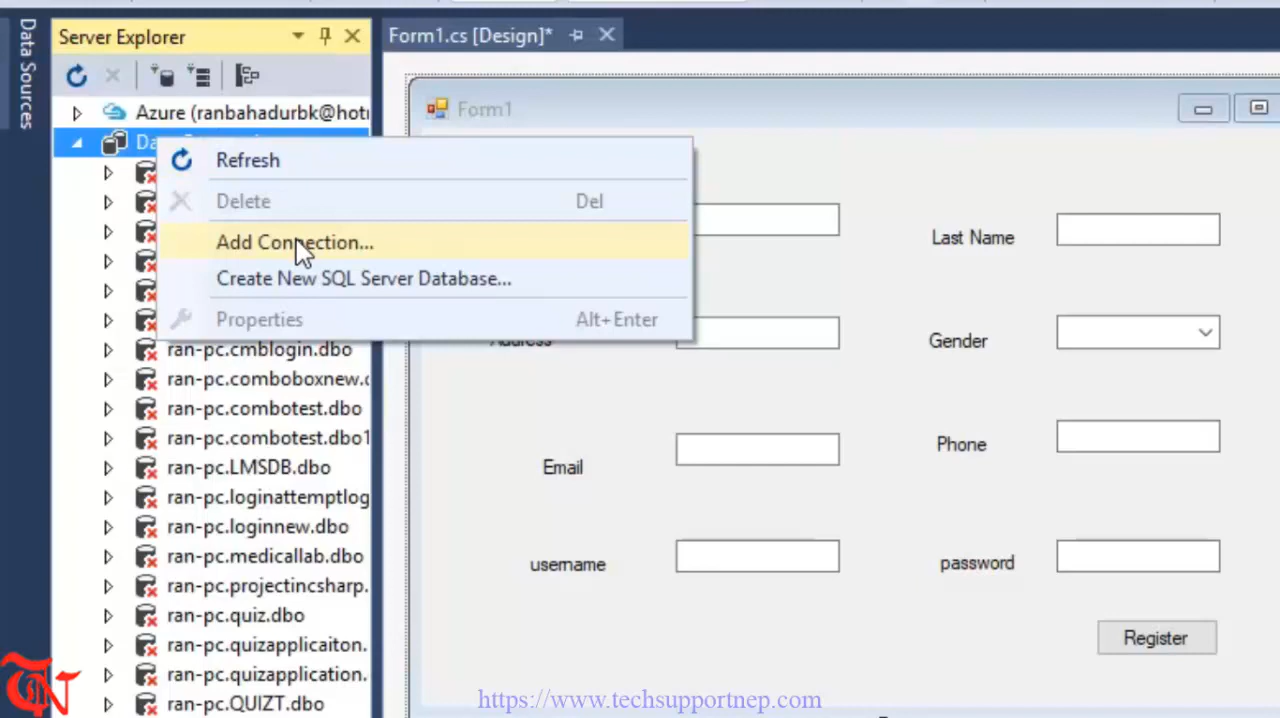 Data Sources
Server Explorer
Form1.cs [Design]*
Azure (ranbahadurbk@hotm
Form1
Refresh
Delete Del
Add Connection...
Create New SQL Server Database...
Properties Alt+Enter
ran-pc.cmblogin.dbo
ran-pc.comboboxnew.
ran-pc.combotest.dbo
ran-pc.combotest.dbo1
ran-pc.LMSDB.dbo
ran-pc.loginattemptlog
ran-pc.loginnew.dbo
ran-pc.medicallab.dbo
ran-pc.projectincsharp.
ran-pc.quiz.dbo
ran-pc.quizapplicaiton.
ran-pc.quizapplication.
ran-pc.QUIZT.dbo
Last Name
Address
Gender
Email
Phone
username
password
Register
TN
https://www.techsupportnep.com